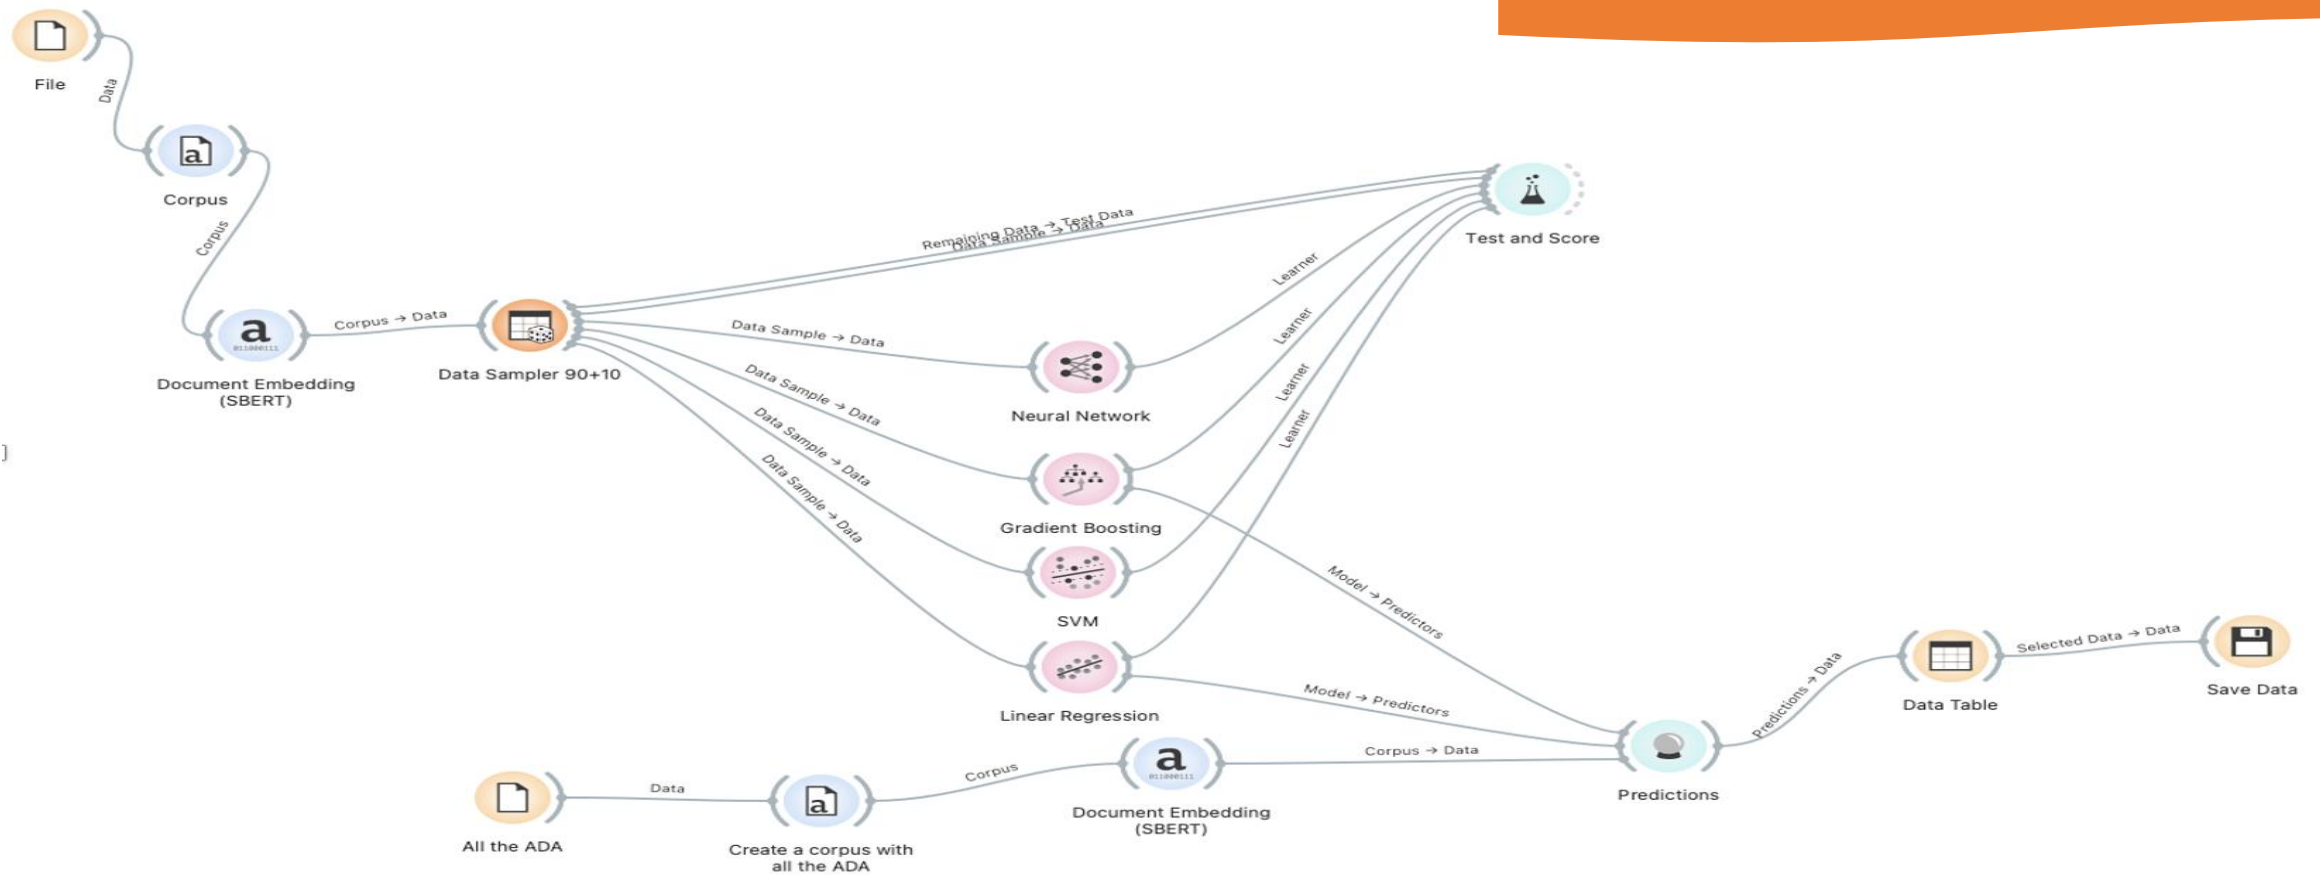 File
Data
Corpus
Corpus
a
011000111
Document Embedding
(SBERT)
Corpus → Data
Data Sampler 90+10
Remaining Data → Test Data
Data Sample → Data
Test and Score
Data Sample → Data
Data Sample → Data
Data Sample → Data
Data Sample → Data
Neural Network
Gradient Boosting
SVM
Linear Regression
Learner
Learner
Learner
Learner
Model → Predictors
Model → Predictors
]
All the ADA
Data
a
Create a corpus with
all the ADA
Corpus
a
011000111
Document Embedding
(SBERT)
Corpus → Data
Predictions
Predictions → Data
Data Table
Selected Data → Data
Save Data